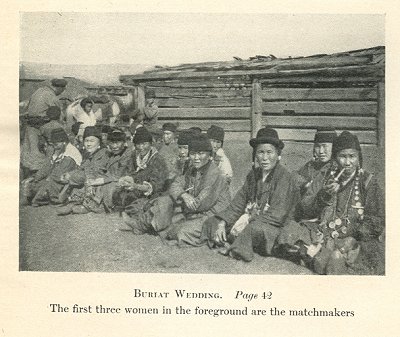 Buriat Wedding. Page 42
The first three women in the foreground are the matchmakers